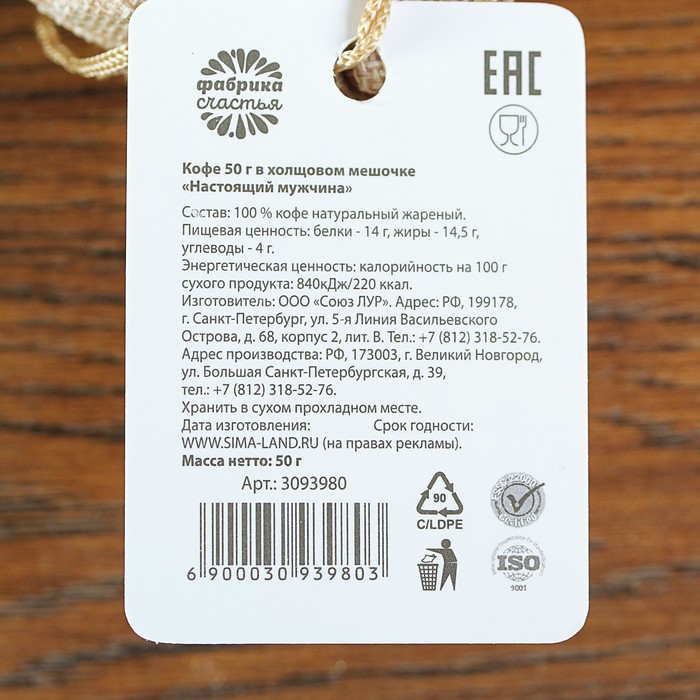 фабрика
счастья
EAC
Кофе 50 г в холщовом мешочке
«Настоящий мужчина»
Состав: 100 % кофе натуральный жареный.
Пищевая ценность: белки - 14 г, жиры - 14,5 г,
углеводы - 4 г.
Энергетическая ценность: калорийность на 100 г
сухого продукта: 840кДж/220 ккал.
Изготовитель: ООО «Союз ЛУР». Адрес: РФ, 199178,
г. Санкт-Петербург, ул. 5-я Линия Васильевского
Острова, д. 68, корпус 2, лит. В. Тел.: +7 (812) 318-52-76.
Адрес производства: РФ, 173003, г. Великий Новгород,
ул. Большая Санкт-Петербургская, д. 39,
тел.: +7 (812) 318-52-76.
Хранить в сухом прохладном месте.
Дата изготовления: Срок годности:
WWW.SIMA-LAND.RU (на правах рекламы).
Масса нетто: 50 г
Арт.: 3093980
90
C/LDPE
6 900030 939803
ISO
9001